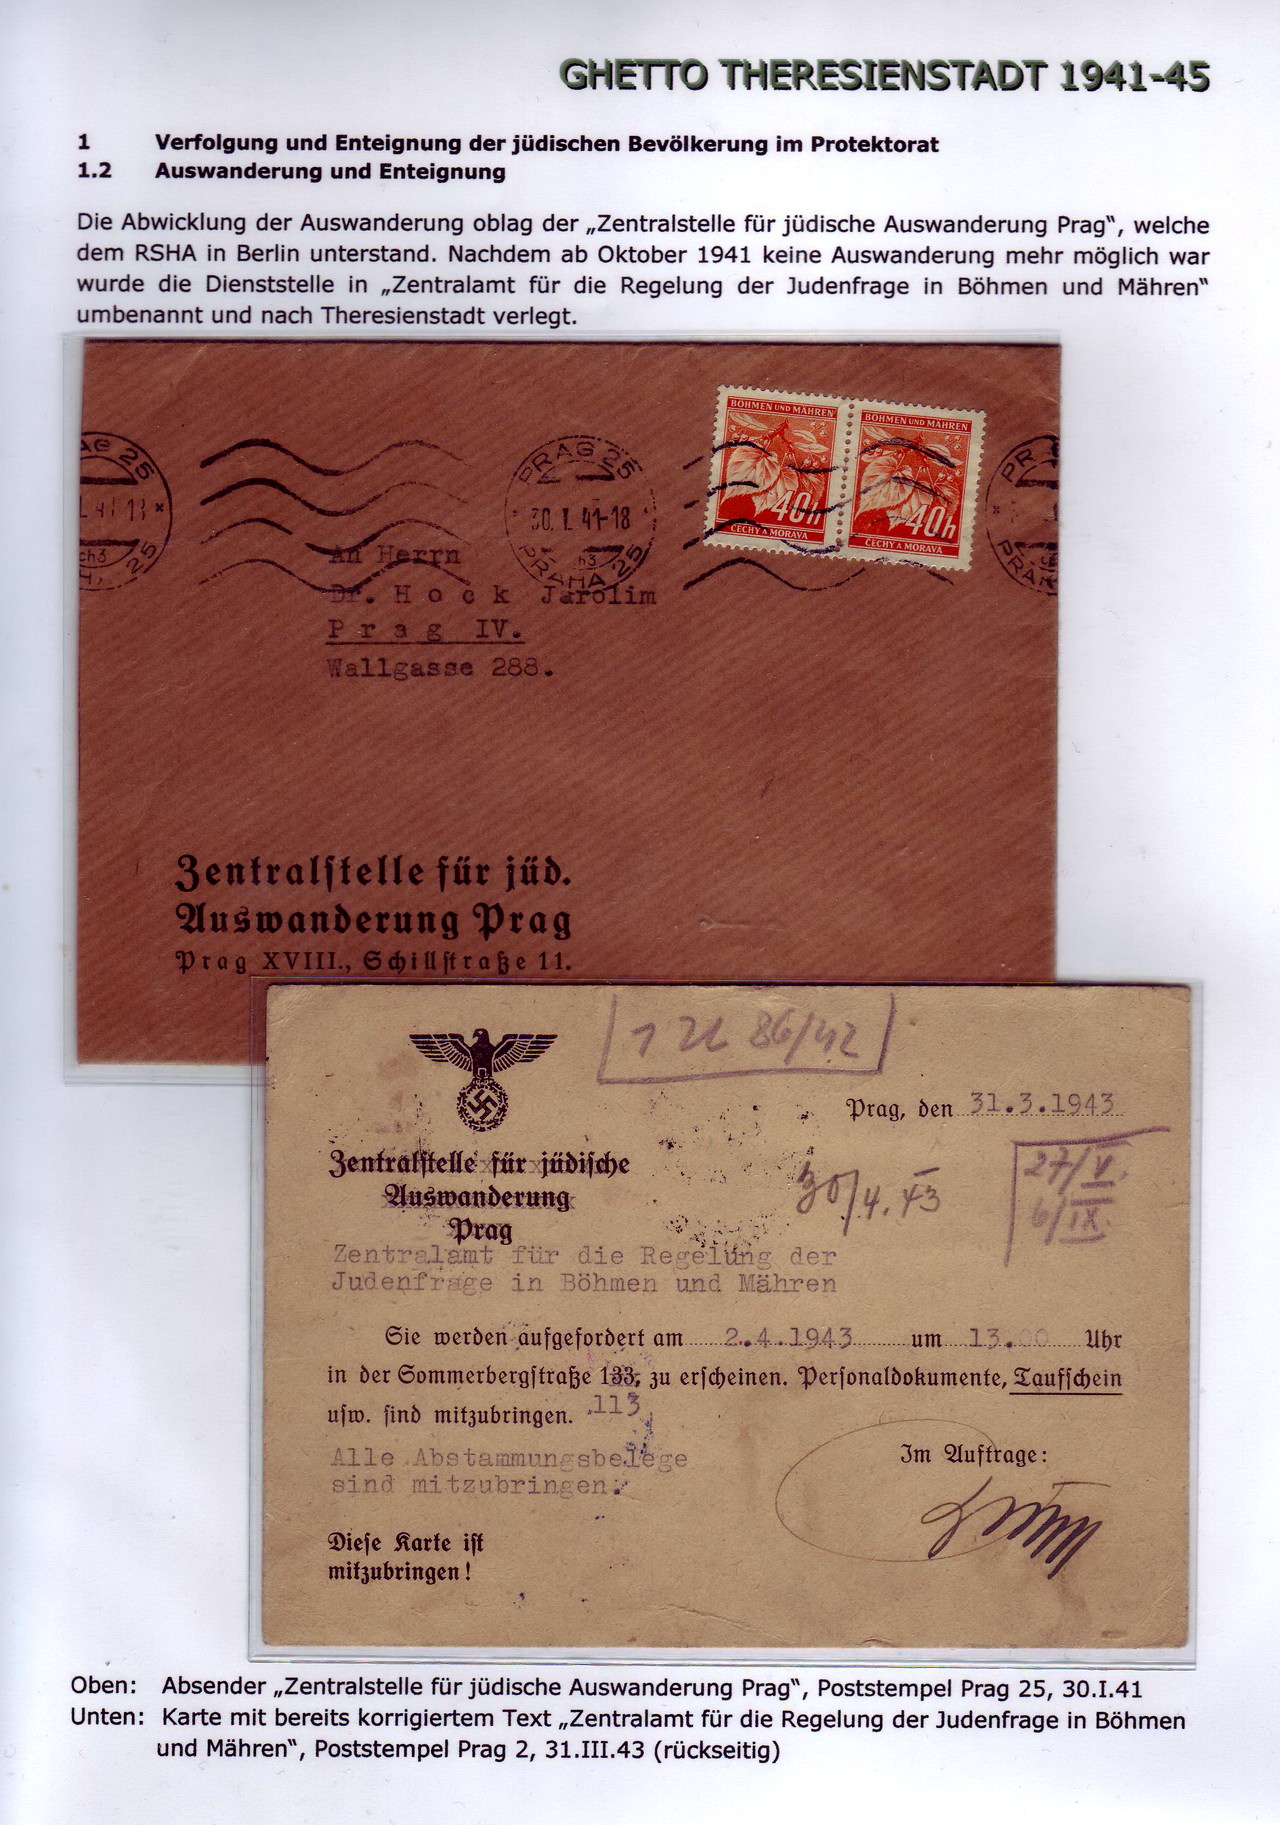 GHETTO THERESIENSTADT 1941-45
1 Verfolgung und Enteignung der jüdischen Bevölkerung im Protektorat
1.2 Auswanderung und Enteignung
Die Abwicklung der Auswanderung oblag der „Zentralstelle für jüdische Auswanderung Prag“, welche
dem RSHA in Berlin unterstand. Nachdem ab Oktober 1941 keine Auswanderung mehr möglich war
wurde die Dienststelle in „Zentralamt für die Regelung der Judenfrage in Böhmen und Mähren“
umbenannt und nach Theresienstadt verlegt.
BÖHMEN UND MÄHREN
40h
ČECHY A MORAVA
BÖHMEN UND MÄHREN
40h
ČECHY A MORAVA
PRAG 25
30.I.41-18
PRAHA 25
An Herrn
Dr. Hock Jarolim
Prag IV.
Wallgasse 288.
Zentralstelle für jüd.
Auswanderung Prag
Prag XVIII., Schillstraße 11.
86/42
Prag, den 31.3.1943
Zentralstelle für jüdische
Auswanderung
Prag
30/4.43
27/V.
6/IX.
Zentralamt für die Regelung der
Judenfrage in Böhmen und Mähren
Sie werden aufgefordert am 2.4.1943 um 13.00 Uhr
in der Sommerbergstraße 133, zu erscheinen. Personaldokumente, Taufschein
usw. sind mitzubringen. 113
Alle Abstammungsbelege
sind mitzubringen.
Im Auftrage:
Diese Karte ist
mitzubringen!
Oben: Absender „Zentralstelle für jüdische Auswanderung Prag“, Poststempel Prag 25, 30.I.41
Unten: Karte mit bereits korrigiertem Text „Zentralamt für die Regelung der Judenfrage in Böhmen
und Mähren“, Poststempel Prag 2, 31.III.43 (rückseitig)